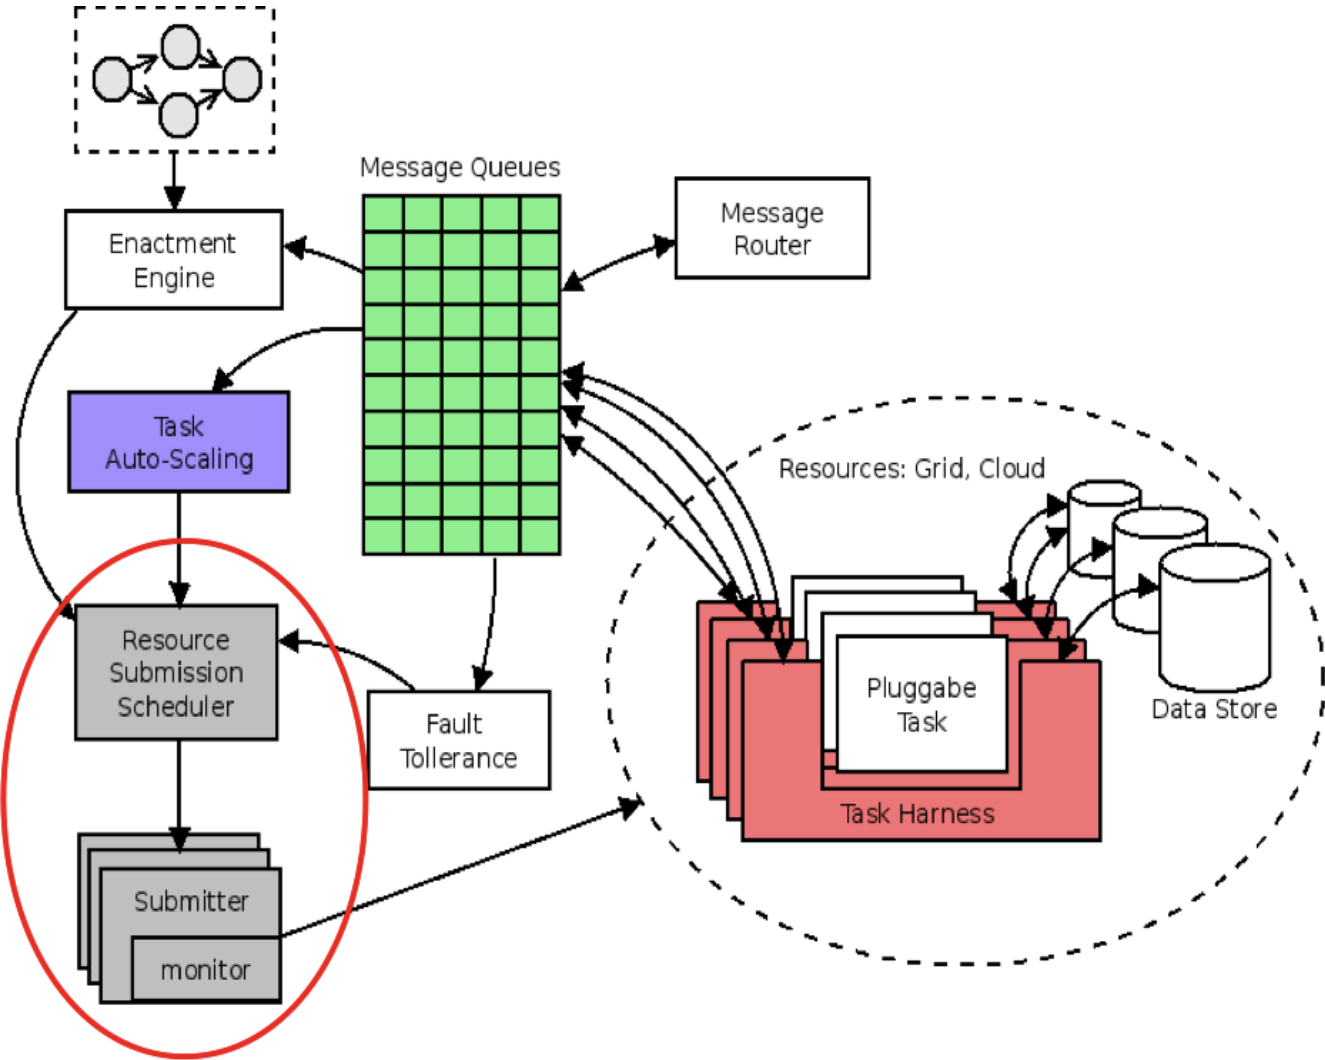 Message Queues
Message
Router
Enactment
Engine
Task
Auto-Scaling
Resources: Grid, Cloud
Resource
Submission
Scheduler
Fault
Tollerance
Pluggabe
Task
Data Store
Task Harness
Submitter
monitor